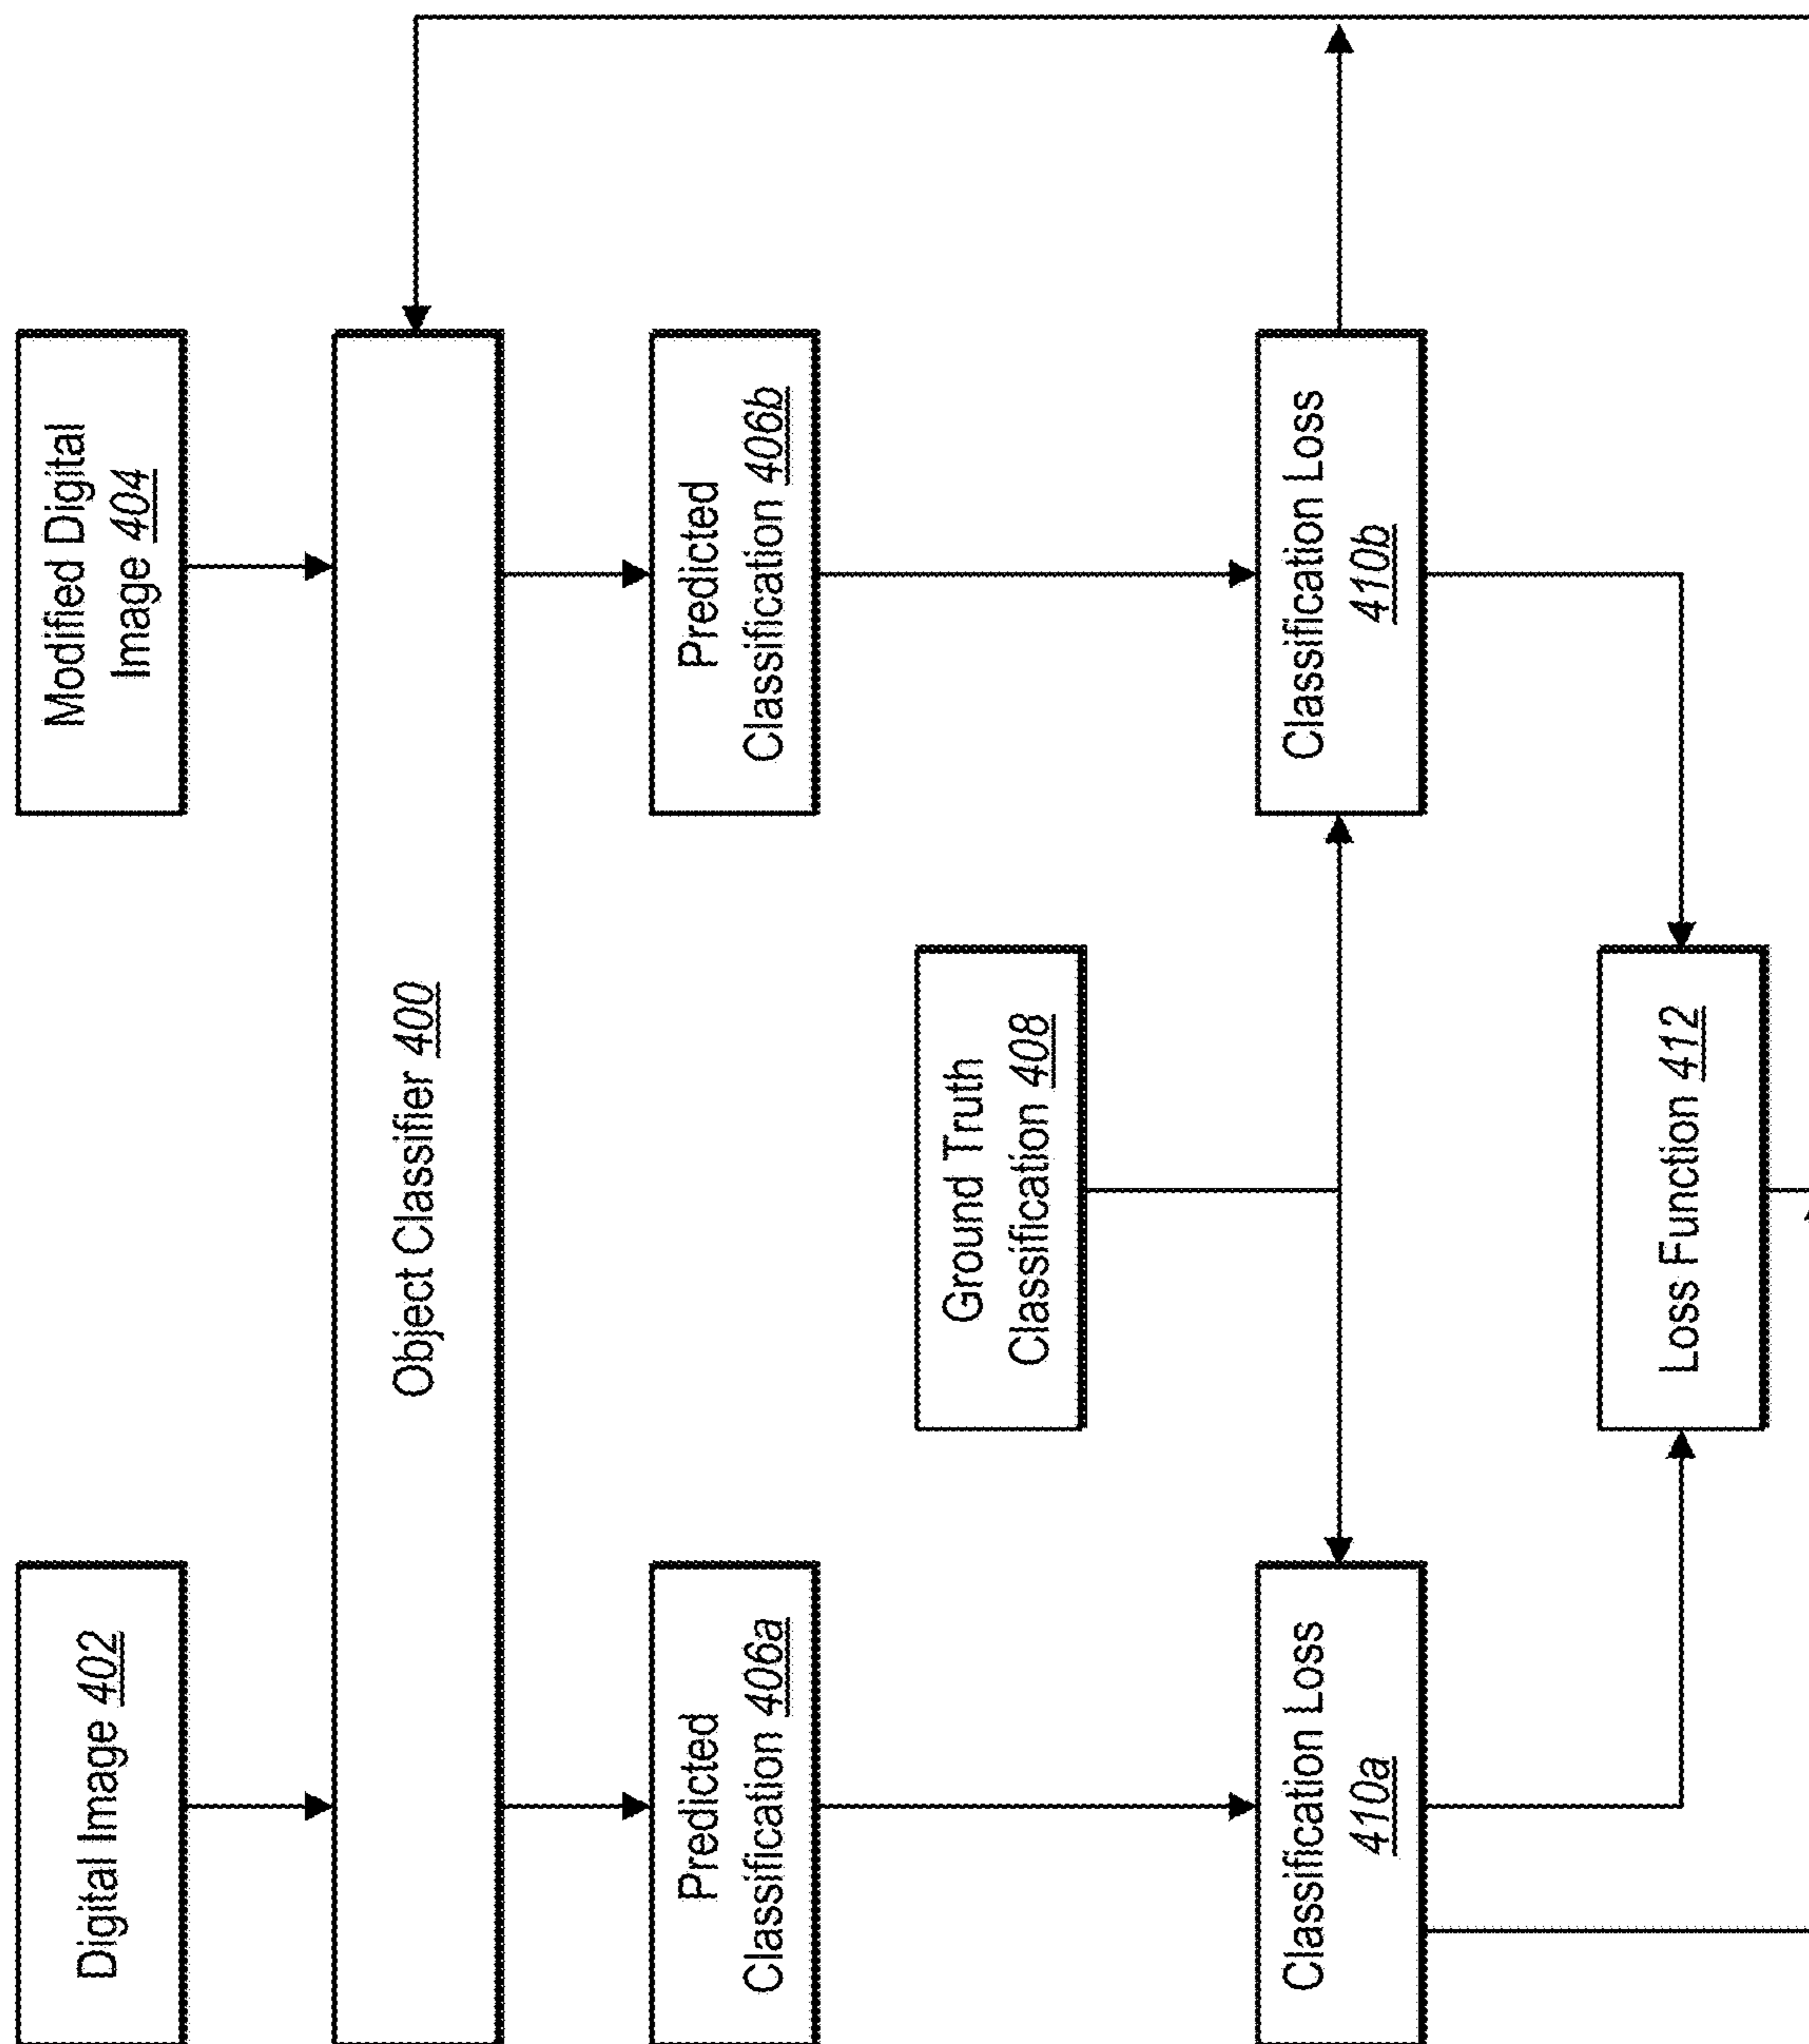 Digital Image 402
Modified Digital
Image 404
Object Classifier 400
Predicted
Classification 406a
Predicted
Classification 406b
Ground Truth
Classification 408
Classification Loss
410a
Classification Loss
410b
Loss Function 412